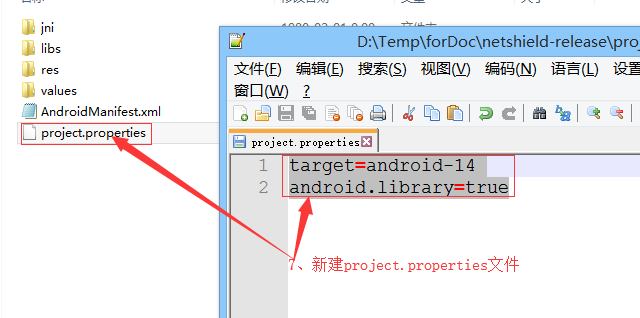 jni
libs
res
values
AndroidManifest.xml
project.properties
D:\Temp\forDoc\netshield-release\proj
文件(F) 编辑(E) 搜索(S) 视图(V) 编码(N) 语言(L) 设置
窗口(W) ?
project.properties
1 target=android-14
2 android.library=true
7、新建project.properties文件